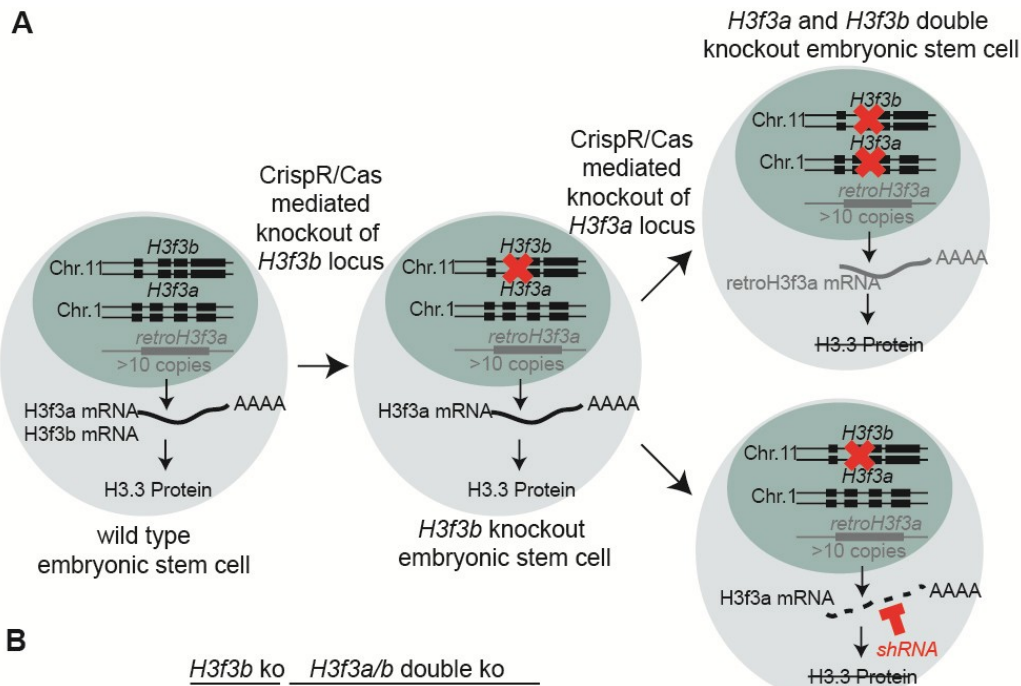 A
H3f3a and H3f3b double
knockout embryonic stem cell
H3f3b
Chr.11
H3f3a
Chr.1
retroH3f3a
>10 copies
retroH3f3a mRNA
AAAA
H3.3 Protein
CrispR/Cas
mediated
knockout of
H3f3b locus
CrispR/Cas
mediated
knockout of
H3f3a locus
H3f3b
Chr.11
H3f3a
Chr.1
retroH3f3a
>10 copies
H3f3a mRNA
H3f3b mRNA
AAAA
H3.3 Protein
wild type
embryonic stem cell
H3f3b
Chr.11
H3f3a
Chr.1
retroH3f3a
>10 copies
H3f3a mRNA
AAAA
H3.3 Protein
H3f3b knockout
embryonic stem cell
H3f3b
Chr.11
H3f3a
Chr.1
retroH3f3a
>10 copies
H3f3a mRNA
AAAA
shRNA
H3.3 Protein
B
H3f3b ko
H3f3a/b double ko